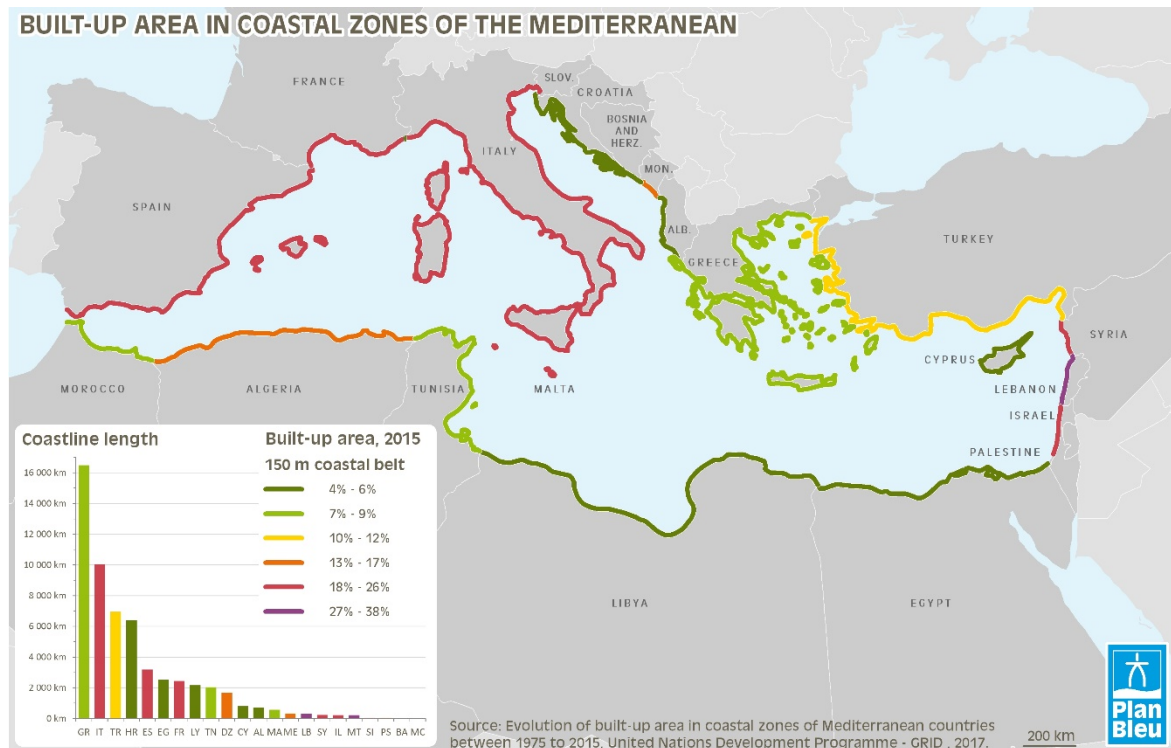 BUILT-UP AREA IN COASTAL ZONES OF THE MEDITERRANEAN
FRANCE
SLOV.
CROATIA
BOSNIA
AND
HERZ.
ITALY
MON.
SPAIN
ALB.
GREECE
TURKEY
CYPRUS
SYRIA
LEBANON
ISRAEL
PALESTINE
MOROCCO
ALGERIA
TUNISIA
MALTA
LIBYA
EGYPT
Coastline length
16 000 km
14 000 km
12 000 km
10 000 km
8 000 km
6 000 km
4 000 km
2 000 km
0 km
GR IT TR HR ES EG FR LY TN DZ CY AL MA ME LB SY IL MT SI PS BA MC
Built-up area, 2015
150 m coastal belt
4% - 6%
7% - 9%
10% - 12%
13% - 17%
18% - 26%
27% - 38%
Source: Evolution of built-up area in coastal zones of Mediterranean countries
between 1975 to 2015. United Nations Development Programme - GRID , 2017.
200 km
Plan
Bleu